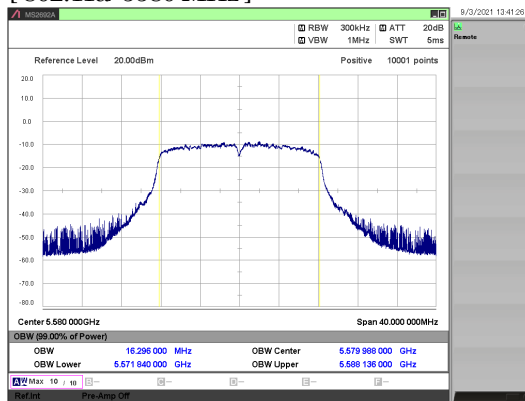 MS2692A
9/3/2021 13:41:26
RBW 300kHz ATT 20dB
VBW 1MHz SWT 5ms
Remote
Reference Level 20.00dBm Positive 10001 points
20.0
10.0
0.0
-10.0
-20.0
-30.0
-40.0
-50.0
-60.0
-70.0
-80.0
Center 5.580 000GHz Span 40.000 000MHz
OBW (99.00% of Power)
OBW 16.296 000 MHz OBW Center 5.579 988 000 GHz
OBW Lower 5.571 840 000 GHz OBW Upper 5.588 136 000 GHz
A W Max 10 / 10 B - C - D - E - F -
Ref.Int Pre-Amp Off